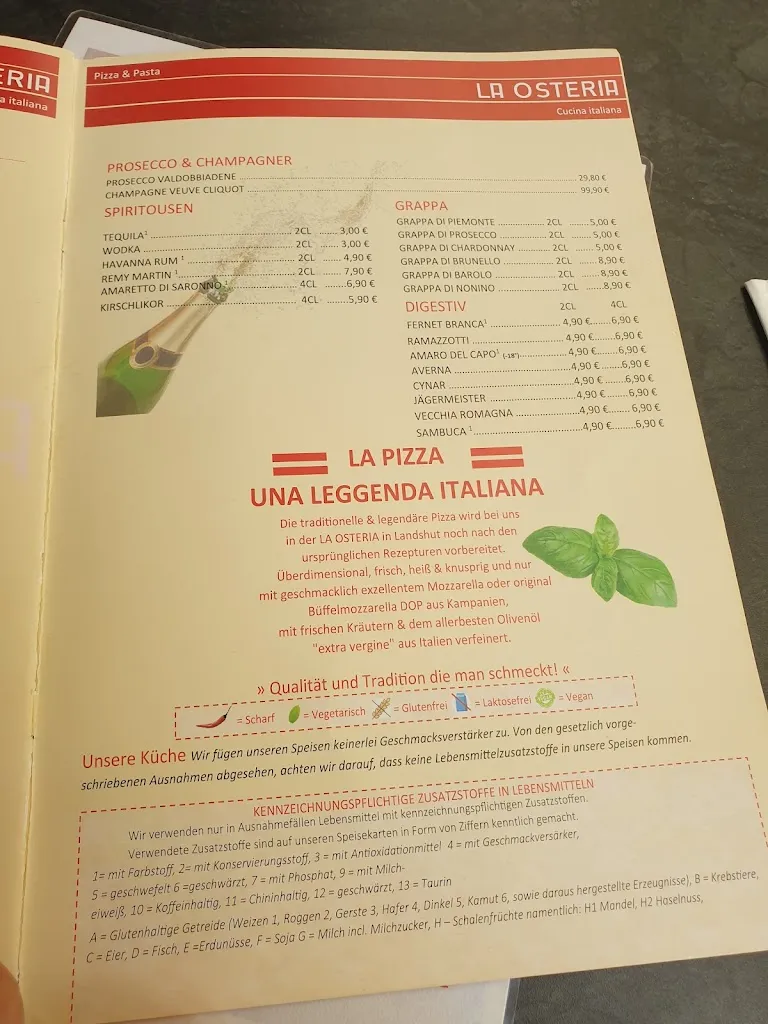 ERIA
a italiana
Pizza & Pasta
LA OSTERIA
Cucina italiana
PROSECCO & CHAMPAGNER
PROSECCO VALDOBBIADENE 29,80 €
CHAMPAGNE VEUVE CLIQUOT 99,90 €
SPIRITOUSEN
TEQUILA¹ 2CL 3,00 €
WODKA 2CL 3,00 €
HAVANNA RUM ¹ 2CL 4,90 €
REMY MARTIN ¹ 2CL 7,90 €
AMARETTO DI SARONNO 4CL 6,90 €
KIRSCHLIKOR 4CL 5,90 €
GRAPPA
GRAPPA DI PIEMONTE 2CL 5,00 €
GRAPPA DI PROSECCO 2CL 5,00 €
GRAPPA DI CHARDONNAY 2CL 5,00 €
GRAPPA DI BRUNELLO 2CL 8,90 €
GRAPPA DI BAROLO 2CL 8,90 €
GRAPPA DI NONINO 2CL 8,90 €
DIGESTIV 2CL 4CL
FERNET BRANCA¹ 4,90 € 6,90 €
RAMAZZOTTI 4,90 € 6,90 €
AMARO DEL CAPO¹ (-18°) 4,90 € 6,90 €
AVERNA 4,90 € 6,90 €
CYNAR 4,90 € 6,90 €
JÄGERMEISTER 4,90 € 6,90 €
VECCHIA ROMAGNA 4,90 € 6,90 €
SAMBUCA ¹ 4,90 € 6,90 €
LA PIZZA
UNA LEGGENDA ITALIANA
Die traditionelle & legendäre Pizza wird bei uns
in der LA OSTERIA in Landshut noch nach den
ursprünglichen Rezepturen vorbereitet.
Überdimensional, frisch, heiß & knusprig und nur
mit geschmacklich exzellentem Mozzarella oder original
Büffelmozzarella DOP aus Kampanien,
mit frischen Kräutern & dem allerbesten Olivenöl
"extra vergine" aus Italien verfeinert.
» Qualität und Tradition die man schmeckt! «
= Scharf = Vegetarisch = Glutenfrei = Laktosefrei = Vegan
Unsere Küche Wir fügen unseren Speisen keinerlei Geschmacksverstärker zu. Von den gesetzlich vorge-
schriebenen Ausnahmen abgesehen, achten wir darauf, dass keine Lebensmittelzusatzstoffe in unsere Speisen kommen.
KENNZEICHNUNGSPFLICHTIGE ZUSATZSTOFFE IN LEBENSMITTELN
Wir verwenden nur in Ausnahmefällen Lebensmittel mit kennzeichnungspflichtigen Zusatzstoffen.
Verwendete Zusatzstoffe sind auf unseren Speisekarten in Form von Ziffern kenntlich gemacht.
1= mit Farbstoff, 2= mit Konservierungsstoff, 3 = mit Antioxidationmittel 4 = mit Geschmackversärker,
5 = geschwefelt 6 =geschwärzt, 7 = mit Phosphat, 9 = mit Milch-
eiweiß, 10 = Koffeinhaltig, 11 = Chininhaltig, 12 = geschwärzt, 13 = Taurin
A = Glutenhaltige Getreide (Weizen 1, Roggen 2, Gerste 3, Hafer 4, Dinkel 5, Kamut 6, sowie daraus hergestellte Erzeugnisse), B = Krebstiere,
C = Eier, D = Fisch, E =Erdunüsse, F = Soja G = Milch incl. Milchzucker, H – Schalenfrüchte namentlich: H1 Mandel, H2 Haselnuss,